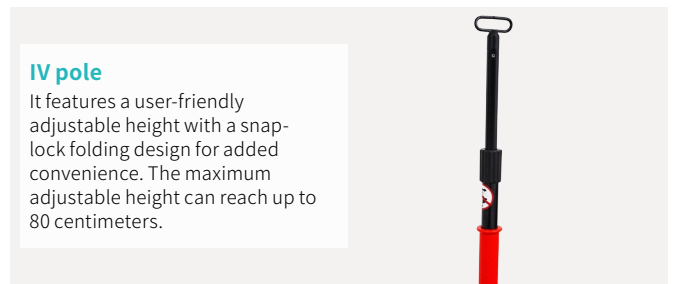 IV pole
It features a user-friendly
adjustable height with a snap-
lock folding design for added
convenience. The maximum
adjustable height can reach up to
80 centimeters.